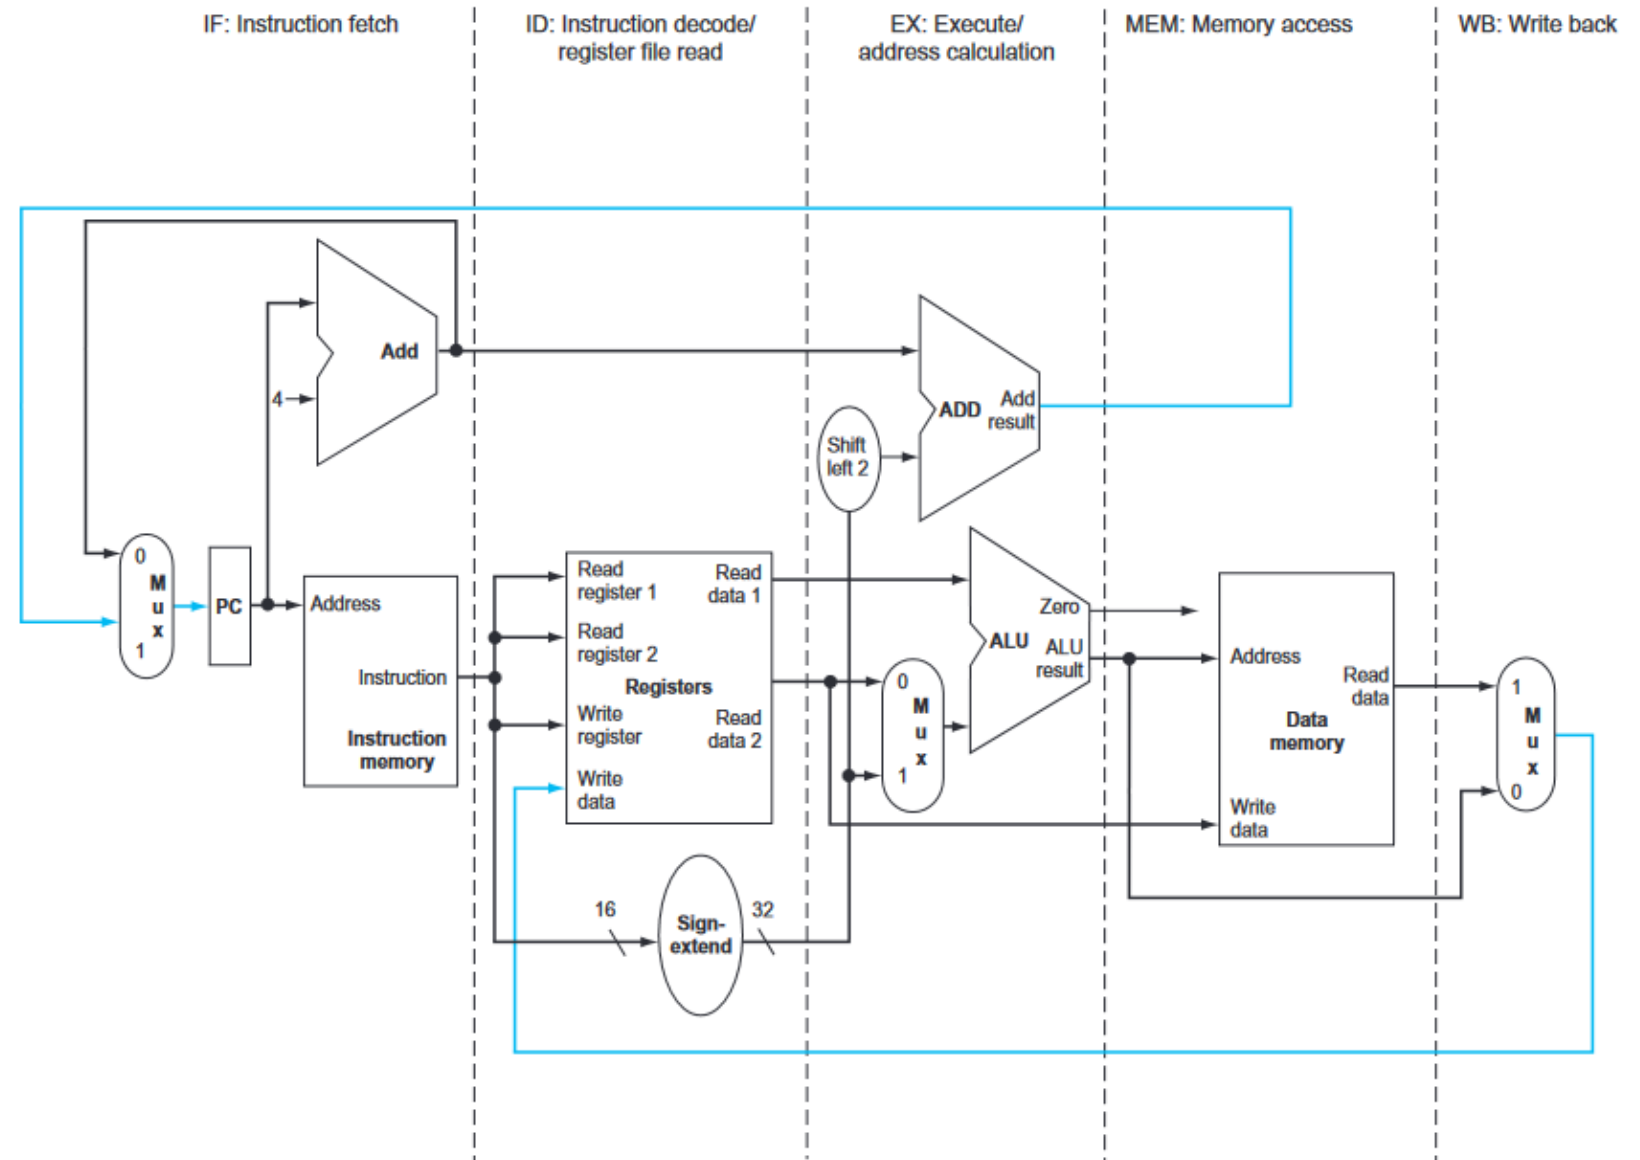 IF: Instruction fetch
ID: Instruction decode/
register file read
EX: Execute/
address calculation
MEM: Memory access
WB: Write back
Add
4
ADD
Add
result
Shift
left 2
0
M
u
x
1
PC
Address
Instruction
Instruction
memory
Read
register 1
Read
data 1
Read
register 2
Registers
Write
register
Read
data 2
Write
data
0
M
u
x
1
Zero
ALU
ALU
result
Address
Read
data
Data
memory
Write
data
1
M
u
x
0
16
Sign-
extend
32